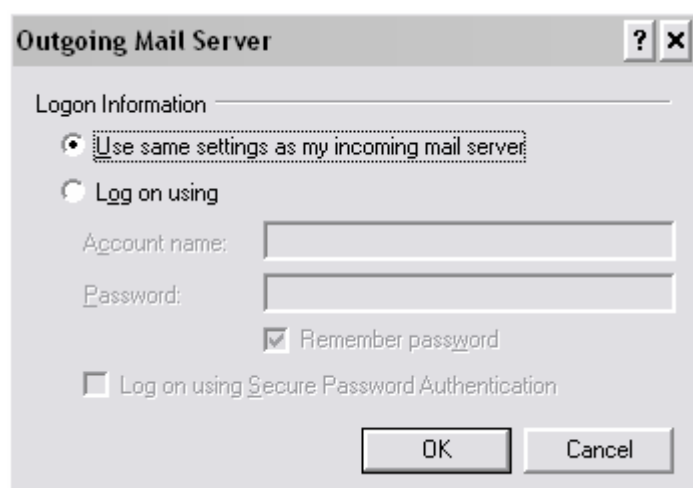 Outgoing Mail Server ? ×
Logon Information
Use same settings as my incoming mail server
Log on using
Account name:
Password:
Remember password
Log on using Secure Password Authentication
OK Cancel